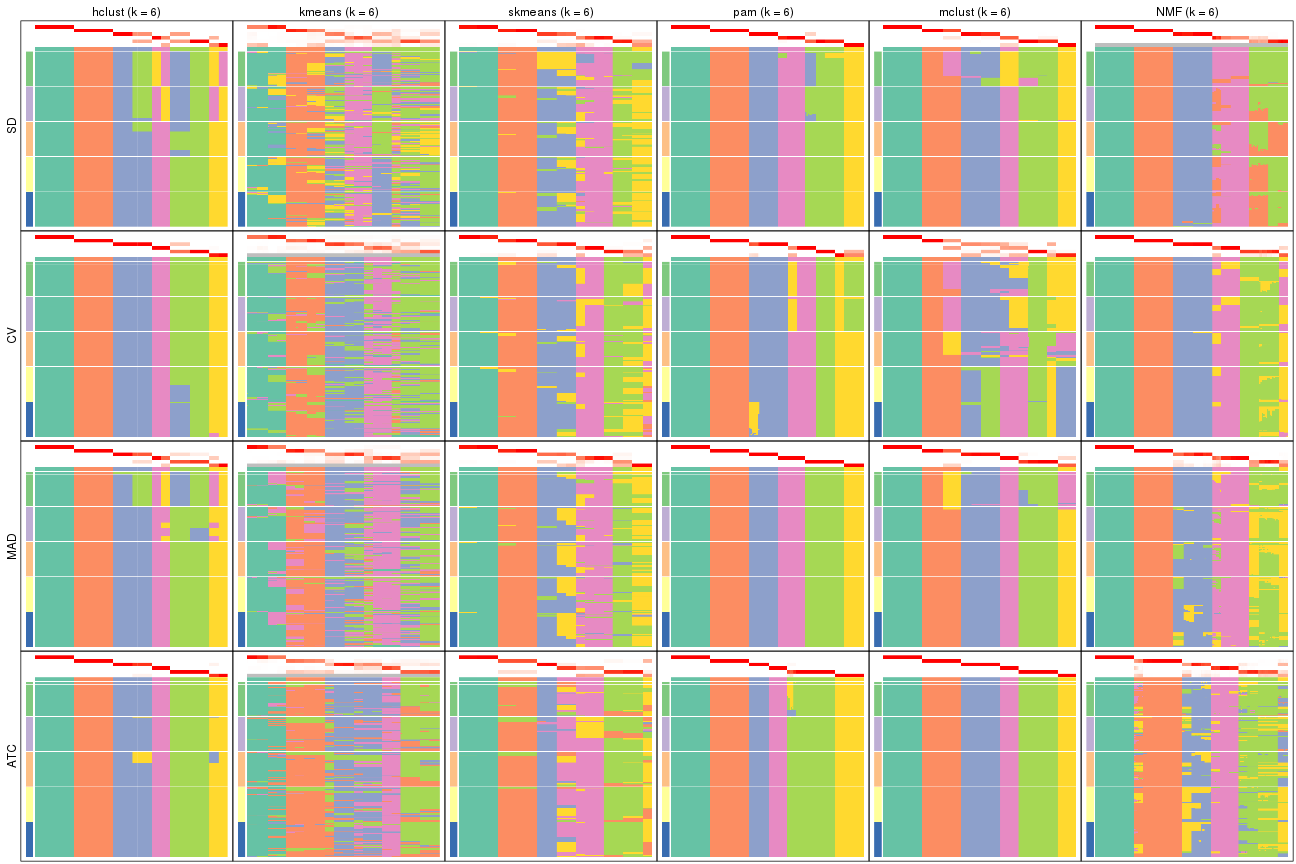 hclust (k = 6) kmeans (k = 6) skmeans (k = 6) pam (k = 6) mclust (k = 6) NMF (k = 6)
SD
CV
MAD
ATC